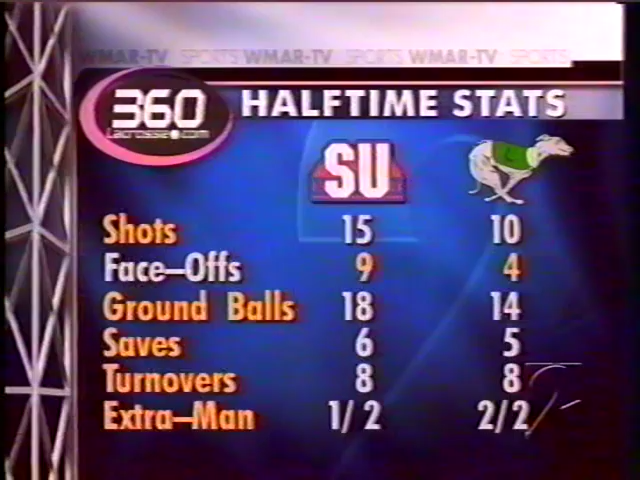 WMAR-TV SPORTS WMAR-TV SPORTS WMAR-TV SPORTS
360
Lacrosse.com
HALFTIME STATS
SU
L
Shots 15 10
Face-Offs 9 4
Ground Balls 18 14
Saves 6 5
Turnovers 8 8
Extra-Man 1/2 2/2